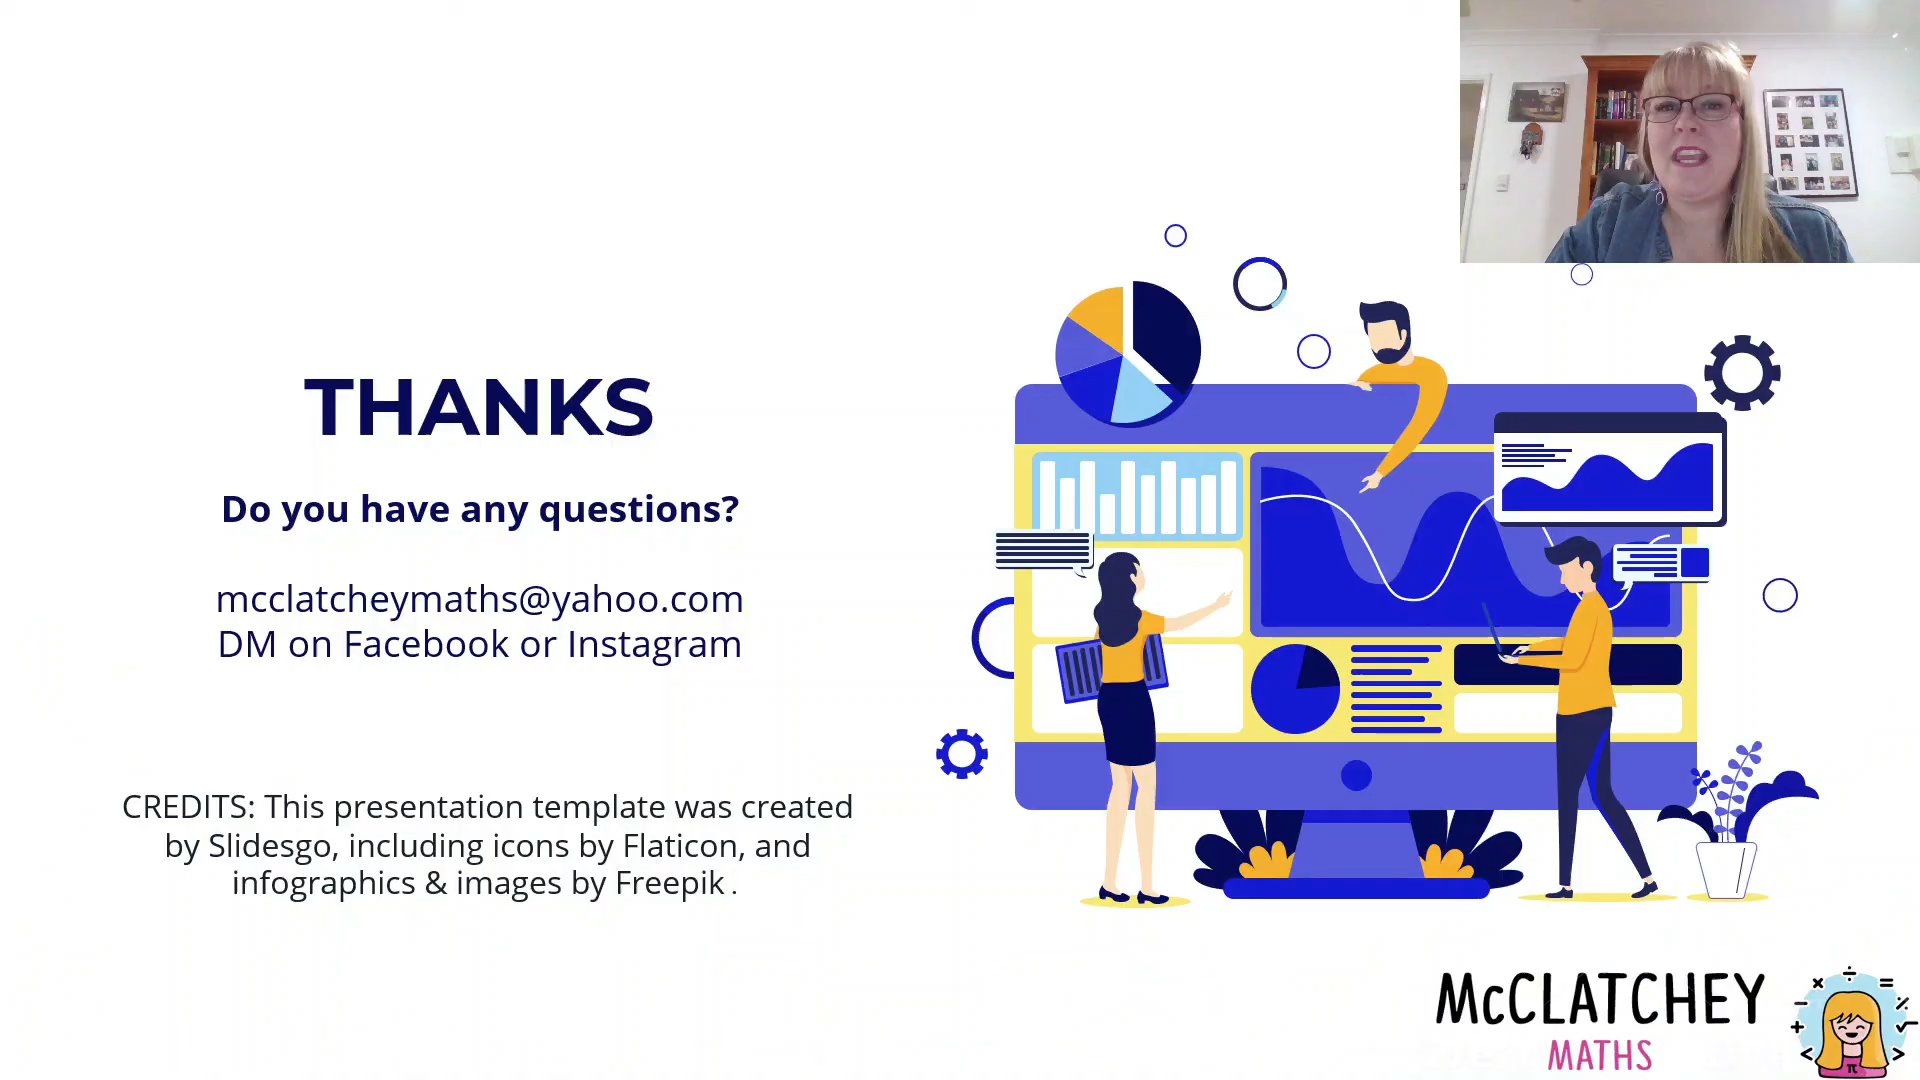 THANKS
Do you have any questions?
mcclatcheymaths@yahoo.com
DM on Facebook or Instagram
CREDITS: This presentation template was created
by Slidesgo, including icons by Flaticon, and
infographics & images by Freepik .
McCLATCHEY
MATHS